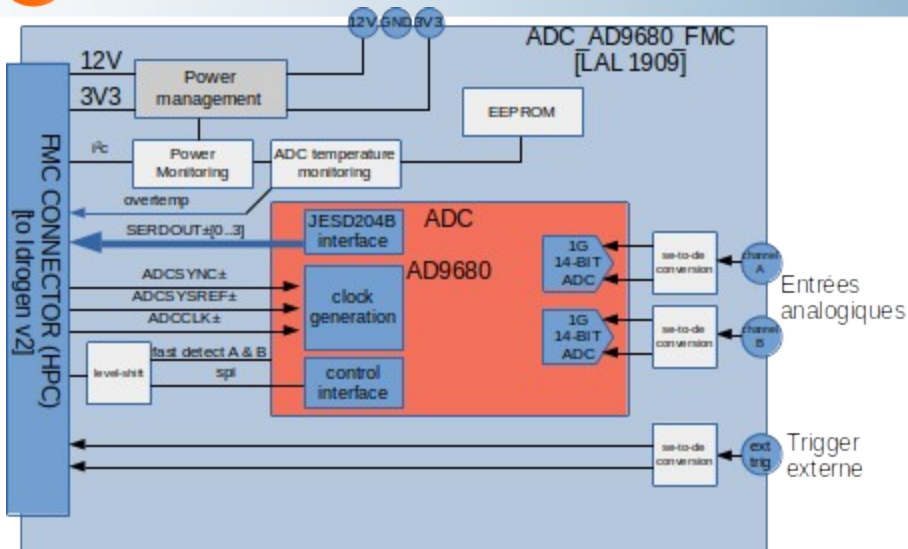 12V GND 3V3
ADC_AD9680_FMC
[LAL 1909]
12V
3V3
Power
management
EEPROM
i²c
Power
Monitoring
ADC temperature
monitoring
overtemp
FMC CONNECTOR (HPC)
[to Idrogen v2]
SERDOUT±[0..3]
JESD204B
interface
ADC
AD9680
1G
14-BIT
ADC
se-to-de
conversion
channel
A
ADCSYNC±
ADCSYSREF±
ADCCLK±
clock
generation
Entrées
analogiques
1G
14-BIT
ADC
se-to-de
conversion
channel
B
fast detect A & B
level-shift
spi
control
interface
se-to-de
conversion
ext
trig
Trigger
externe